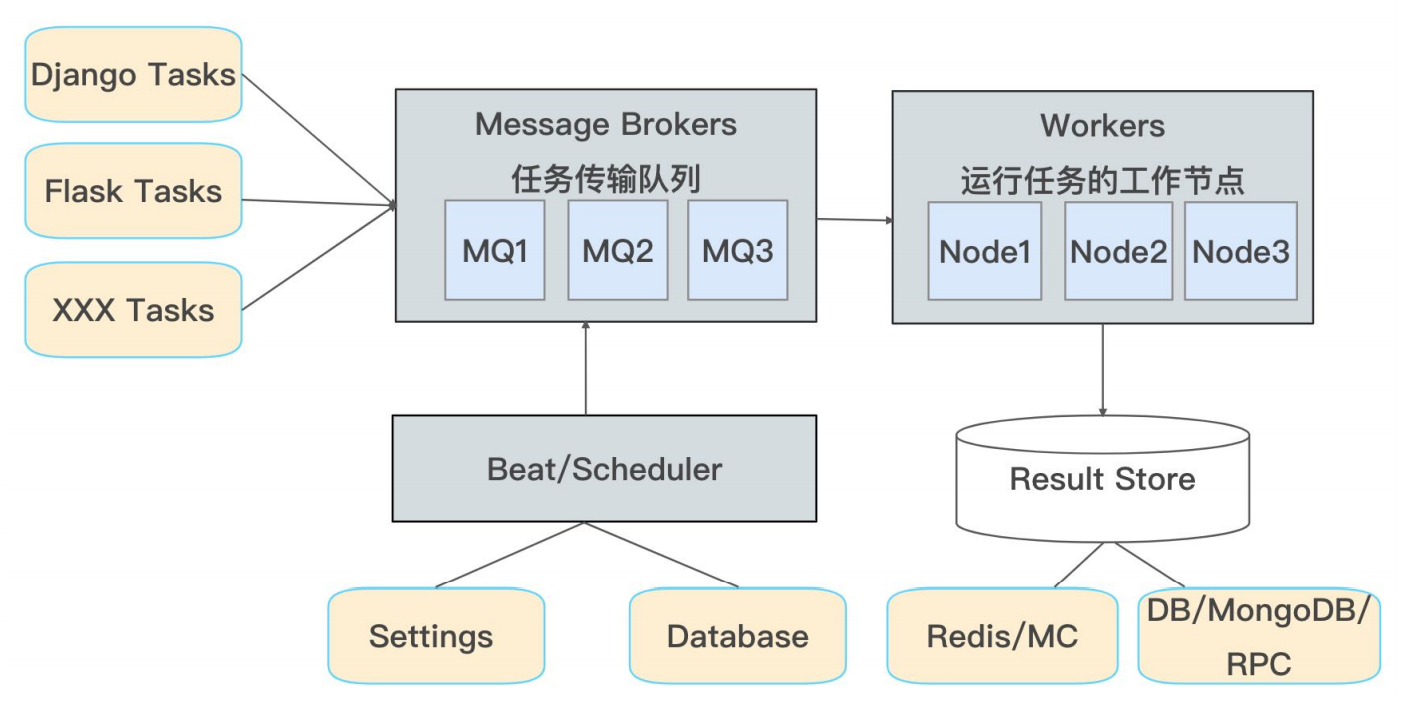 Django Tasks
Flask Tasks
XXX Tasks
Message Brokers
任务传输队列
MQ1
MQ2
MQ3
Workers
运行任务的工作节点
Node1
Node2
Node3
Beat/Scheduler
Settings
Database
Result Store
Redis/MC
DB/MongoDB/
RPC